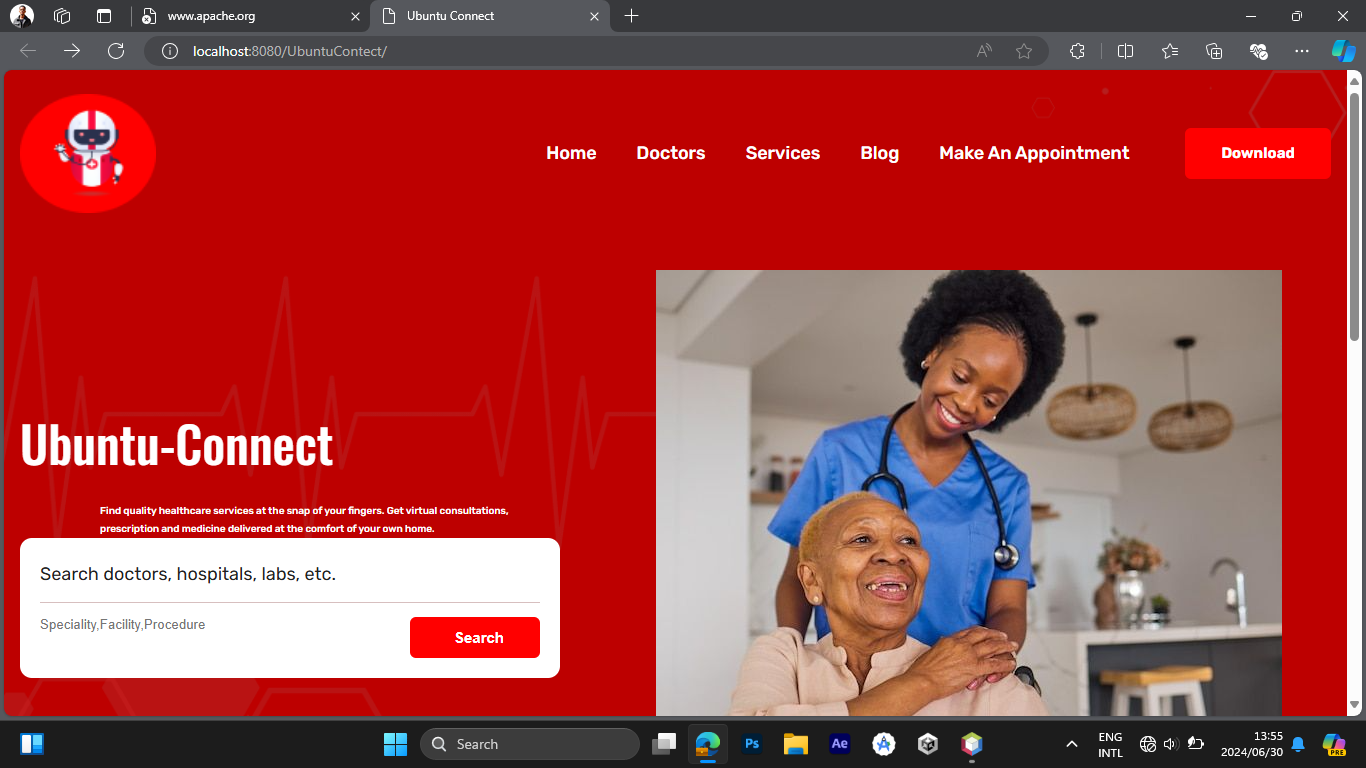 www.apache.org
Ubuntu Connect
localhost:8080/UbuntuContect/
Home
Doctors
Services
Blog
Make An Appointment
Download
Ubuntu-Connect
Find quality healthcare services at the snap of your fingers. Get virtual consultations,
prescription and medicine delivered at the comfort of your own home.
Search doctors, hospitals, labs, etc.
Speciality,Facility,Procedure
Search
Search
Ps
Ae
ENG
INTL
13:55
2024/06/30
PRE